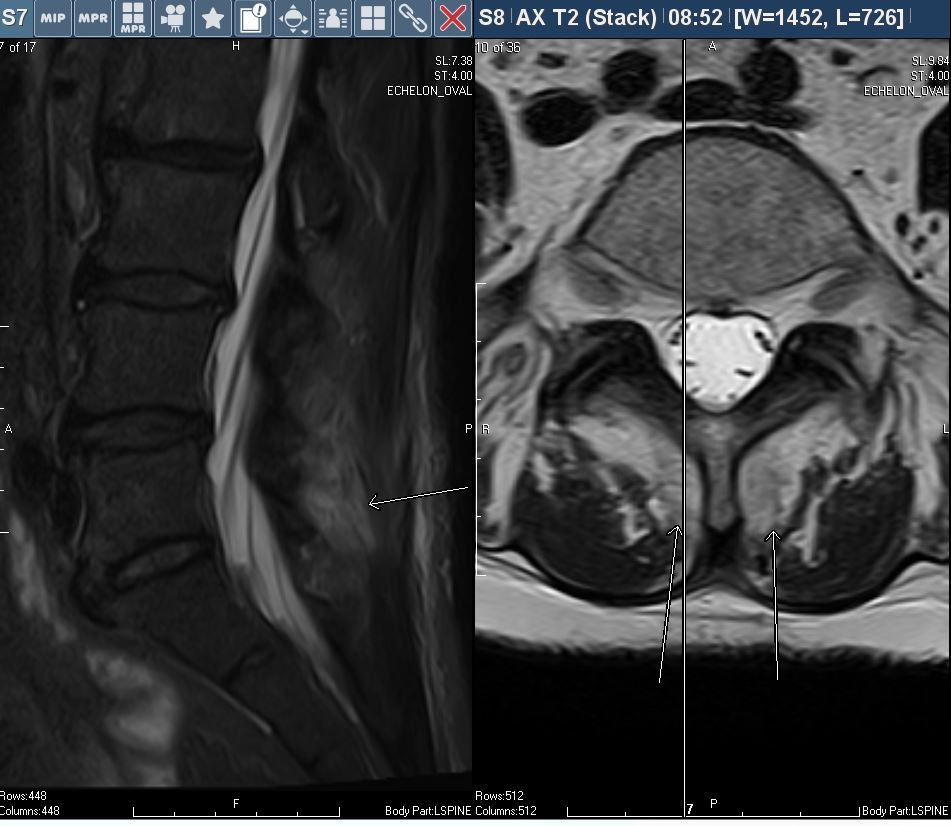 S7 MIP MPR MPR
S8 AX T2 (Stack) 08:52 [W=1452, L=726]
7 of 17
H
SL:7.38
ST:4.00
ECHELON_OVAL
A
P
Rows:448
Columns:448
F
Body Part:LSPINE
10 of 36
A
SL:9.84
ST:4.00
ECHELON_OVAL
R
L
Rows:512
Columns:512
7
P
Body Part:LSPINE